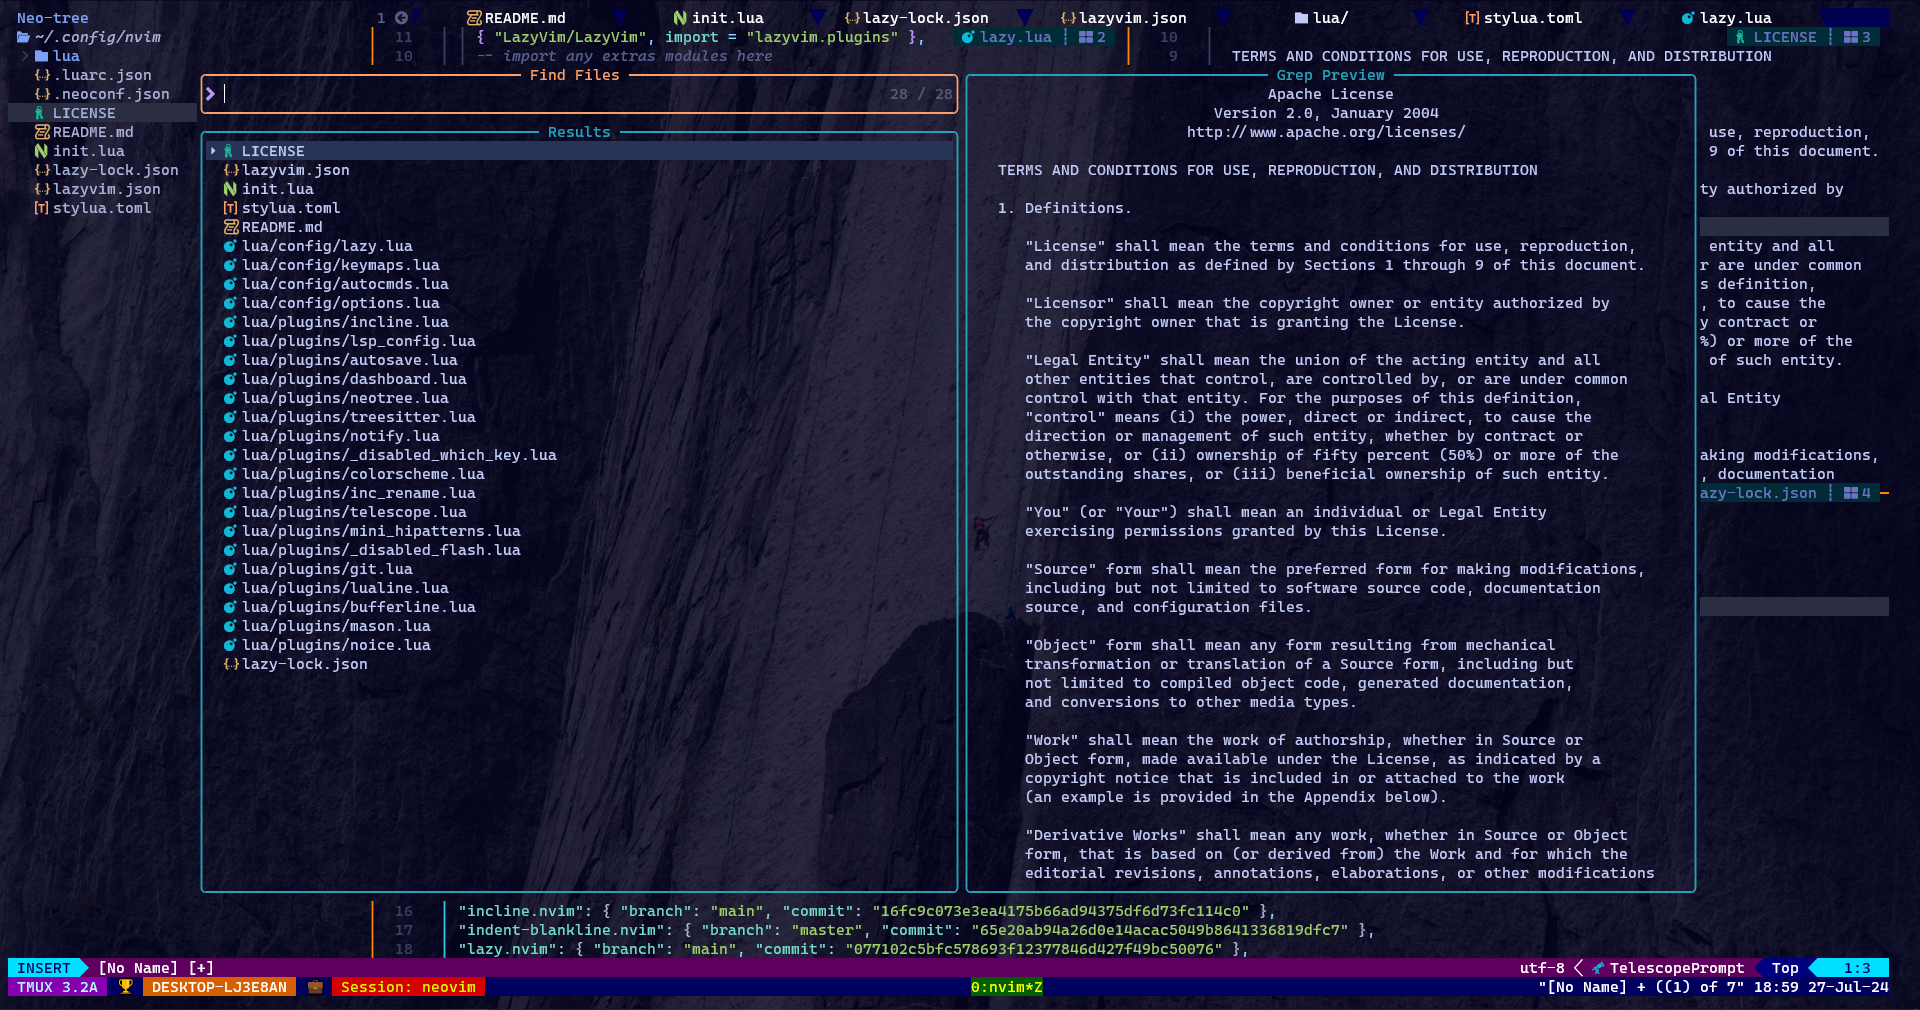 Neo-tree
1 README.md init.lua lazy-lock.json lazyvim.json lua/ stylua.toml lazy.lua
~/.config/nvim
lua
.luarc.json
.neoconf.json
LICENSE
README.md
init.lua
lazy-lock.json
lazyvim.json
stylua.toml
11 { "LazyVim/LazyVim", import = "lazyvim.plugins" },
lazy.lua 2
10 -- import any extras modules here
10
LICENSE 3
9 TERMS AND CONDITIONS FOR USE, REPRODUCTION, AND DISTRIBUTION
Find Files
> 28 / 28
Results
LICENSE
lazyvim.json
init.lua
stylua.toml
README.md
lua/config/lazy.lua
lua/config/keymaps.lua
lua/config/autocmds.lua
lua/config/options.lua
lua/plugins/incline.lua
lua/plugins/lsp_config.lua
lua/plugins/autosave.lua
lua/plugins/dashboard.lua
lua/plugins/neotree.lua
lua/plugins/treesitter.lua
lua/plugins/notify.lua
lua/plugins/_disabled_which_key.lua
lua/plugins/colorscheme.lua
lua/plugins/inc_rename.lua
lua/plugins/telescope.lua
lua/plugins/mini_hipatterns.lua
lua/plugins/_disabled_flash.lua
lua/plugins/git.lua
lua/plugins/lualine.lua
lua/plugins/bufferline.lua
lua/plugins/mason.lua
lua/plugins/noice.lua
lazy-lock.json
Grep Preview
Apache License
Version 2.0, January 2004
http://www.apache.org/licenses/
TERMS AND CONDITIONS FOR USE, REPRODUCTION, AND DISTRIBUTION
1. Definitions.
"License" shall mean the terms and conditions for use, reproduction,
and distribution as defined by Sections 1 through 9 of this document.
"Licensor" shall mean the copyright owner or entity authorized by
the copyright owner that is granting the License.
"Legal Entity" shall mean the union of the acting entity and all
other entities that control, are controlled by, or are under common
control with that entity. For the purposes of this definition,
"control" means (i) the power, direct or indirect, to cause the
direction or management of such entity, whether by contract or
otherwise, or (ii) ownership of fifty percent (50%) or more of the
outstanding shares, or (iii) beneficial ownership of such entity.
"You" (or "Your") shall mean an individual or Legal Entity
exercising permissions granted by this License.
"Source" form shall mean the preferred form for making modifications,
including but not limited to software source code, documentation
source, and configuration files.
"Object" form shall mean any form resulting from mechanical
transformation or translation of a Source form, including but
not limited to compiled object code, generated documentation,
and conversions to other media types.
"Work" shall mean the work of authorship, whether in Source or
Object form, made available under the License, as indicated by a
copyright notice that is included in or attached to the work
(an example is provided in the Appendix below).
"Derivative Works" shall mean any work, whether in Source or Object
form, that is based on (or derived from) the Work and for which the
editorial revisions, annotations, elaborations, or other modifications
use, reproduction,
9 of this document.
ty authorized by
entity and all
r are under common
s definition,
, to cause the
y contract or
%) or more of the
of such entity.
al Entity
aking modifications,
, documentation
azy-lock.json 4
16 "incline.nvim": { "branch": "main", "commit": "16fc9c073e3ea4175b66ad94375df6d73fc114c0" },
17 "indent-blankline.nvim": { "branch": "master", "commit": "65e20ab94a26d0e14acac5049b8641336819dfc7" },
18 "lazy.nvim": { "branch": "main", "commit": "077102c5bfc578693f12377846d427f49bc50076" },
INSERT [No Name] [+] utf-8 TelescopePrompt Top 1:3
TMUX 3.2A DESKTOP-LJ3E8AN Session: neovim 0:nvim*Z "[No Name] + ((1) of 7" 18:59 27-Jul-24